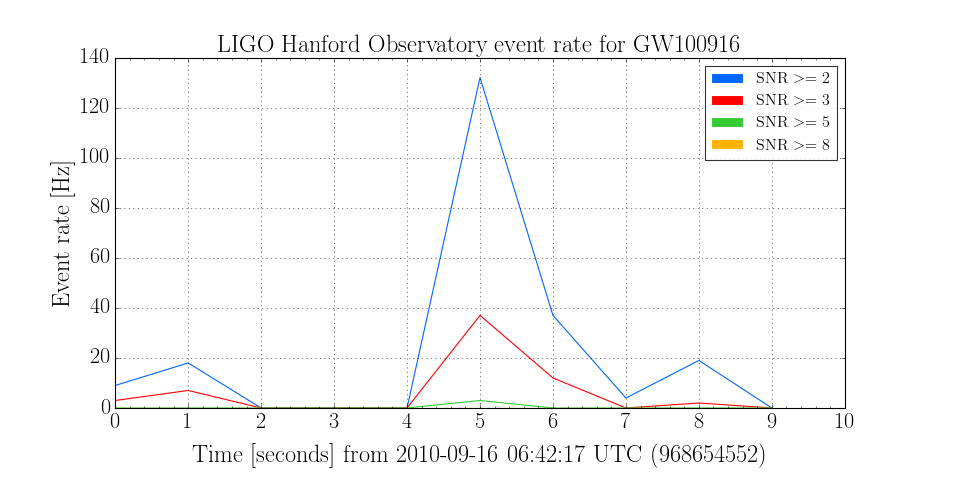 LIGO Hanford Observatory event rate for GW100916
140
120
100
80
60
40
20
0
Event rate [Hz]
SNR >= 2
SNR >= 3
SNR >= 5
SNR >= 8
0 1 2 3 4 5 6 7 8 9 10
Time [seconds] from 2010-09-16 06:42:17 UTC (968654552)